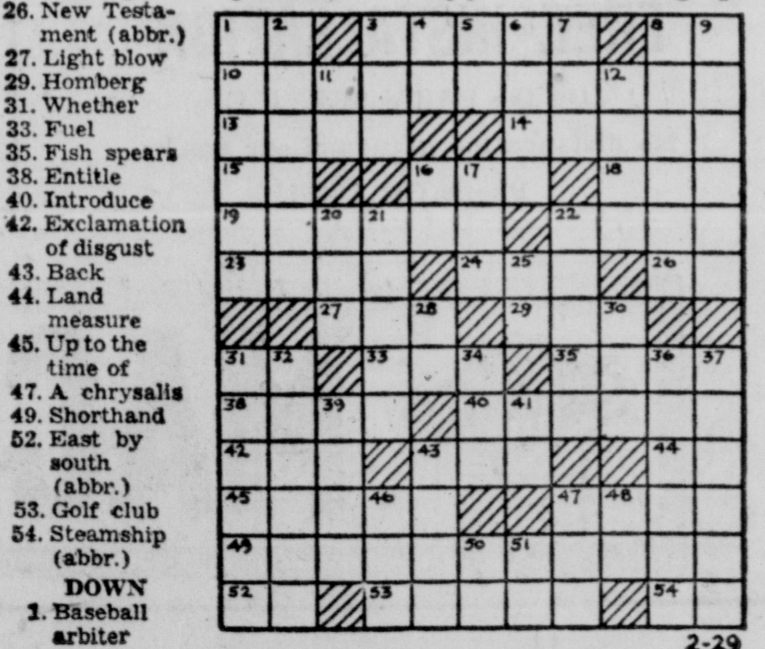 26. New Testa-
ment (abbr.)
27. Light blow
29. Homberg
31. Whether
33. Fuel
35. Fish spears
38. Entitle
40. Introduce
42. Exclamation
of disgust
43. Back
44. Land
measure
45. Up to the
time of
47. A chrysalis
49. Shorthand
52. East by
south
(abbr.)
53. Golf club
54. Steamship
(abbr.)
DOWN
1. Baseball
arbiter
1 2 3 4 5 6 7 8 9
10 11 12
13 14
15 16 17 18
19 20 21 22
23 24 25 26
27 28 29 30
31 32 33 34 35 36 37
38 39 40 41
42 43 44
45 46 47 48
49 50 51
52 53 54
2-29